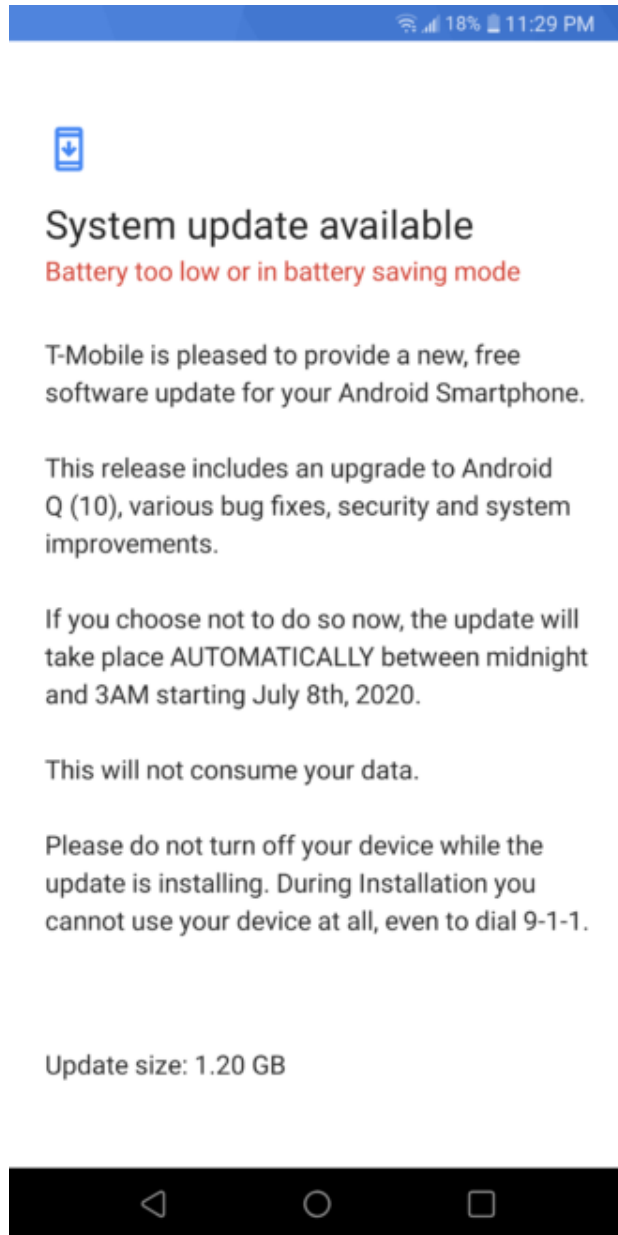 18% 11:29 PM
System update available
Battery too low or in battery saving mode
T-Mobile is pleased to provide a new, free
software update for your Android Smartphone.
This release includes an upgrade to Android
Q (10), various bug fixes, security and system
improvements.
If you choose not to do so now, the update will
take place AUTOMATICALLY between midnight
and 3AM starting July 8th, 2020.
This will not consume your data.
Please do not turn off your device while the
update is installing. During Installation you
cannot use your device at all, even to dial 9-1-1.
Update size: 1.20 GB